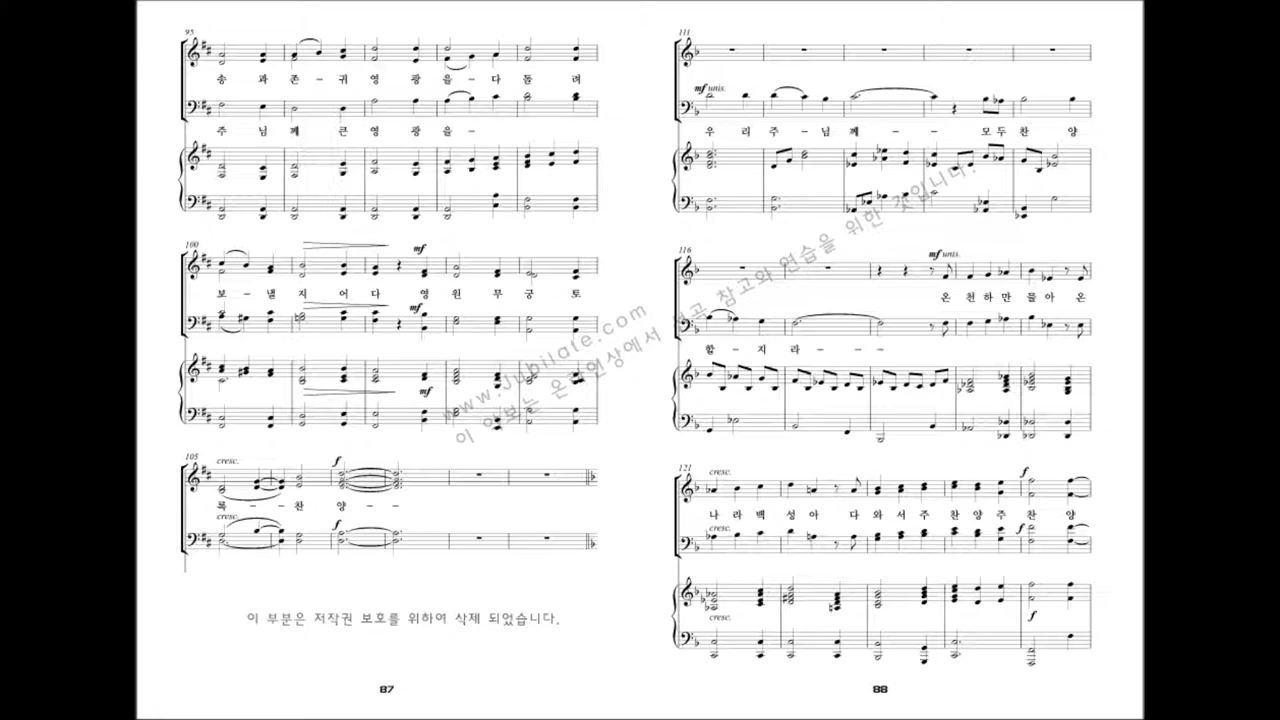 95
송 과 존 - 귀 영 광 을 - 다 돌 려
주 님 께 큰 영 광 을 -
100
mf
보 - 낼 지 어 다 영 원 무 궁 토
mf
mf
105
cresc.
f
록 - - 찬 양 - -
cresc.
f
이 부분은 저작권 보호를 위하여 삭제 되었습니다.
87
111
mf unis.
우 리 주 - 님 께 - - - 모 두 찬 양
116
mf unis.
온 천 하 만 물 아 온
할 - 지 라 - - -
121
cresc.
f
나 라 백 성 아 다 와 서 주 찬 양 주 찬 양
cresc.
f
cresc.
f
88
www.Jubilate.com
이 악보는 온라인상에서 선곡 참고와 연습을 위한 것입니다.